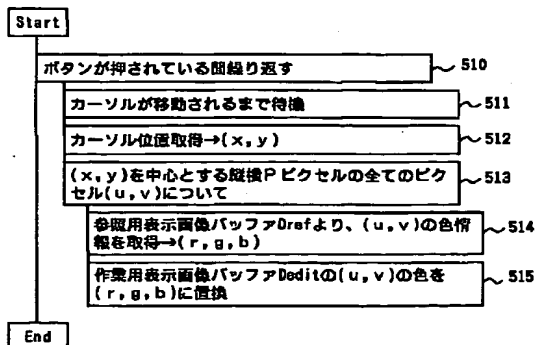 Start
ボタンが押されている間繰り返す
510
カーソルが移動されるまで待機
511
カーソル位置取得→(x,y)
512
(x,y)を中心とする縦横Pピクセルの全てのピク
セル(u,v)について
513
参照用表示画像バッファDrefより、(u,v)の色情
報を取得→(r,g,b)
514
作業用表示画像バッファDeditの(u,v)の色を
(r,g,b)に置換
515
End